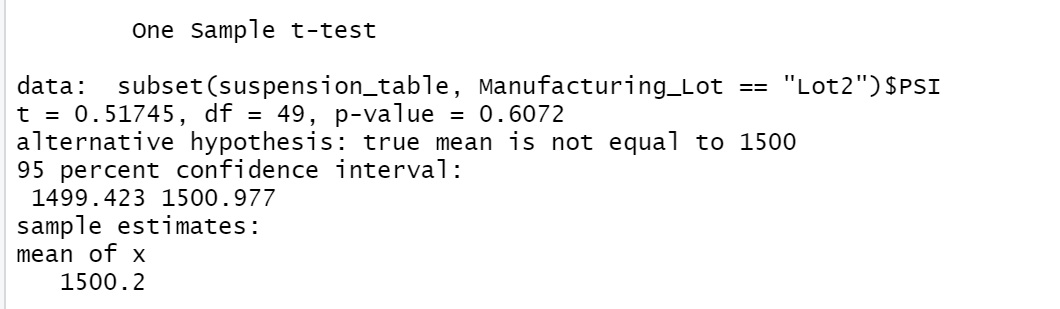 One Sample t-test
data:  subset(suspension_table, Manufacturing_Lot == "Lot2")$PSI
t = 0.51745, df = 49, p-value = 0.6072
alternative hypothesis: true mean is not equal to 1500
95 percent confidence interval:
1499.423 1500.977
sample estimates:
mean of x
1500.2